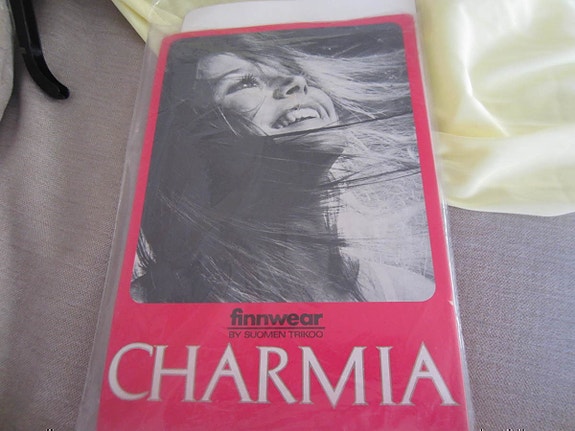 finnwear
BY SUOMEN TRIKOO
CHARMIA